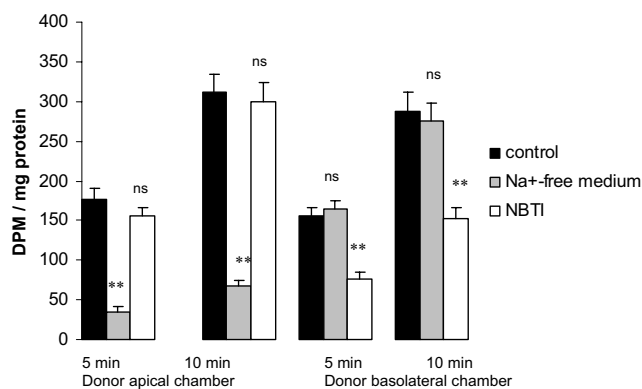 400
350
300
250
200
150
100
50
0
DPM / mg protein
ns
**
ns
**
ns
**
ns
**
control
Na+-free medium
NBTI
5 min
10 min
5 min
10 min
Donor apical chamber
Donor basolateral chamber